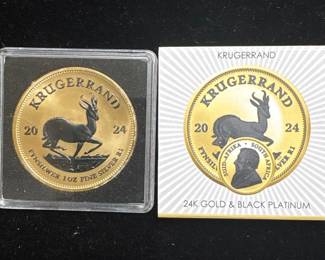 KRUGERRAND
20 24
FYNSILWER 1 OZ FINE SILVER R1
KRUGERRAND
KRUGERRAND
20 24
SUID-AFRIKA • SOUTH AFRICA
24K GOLD & BLACK PLATINUM